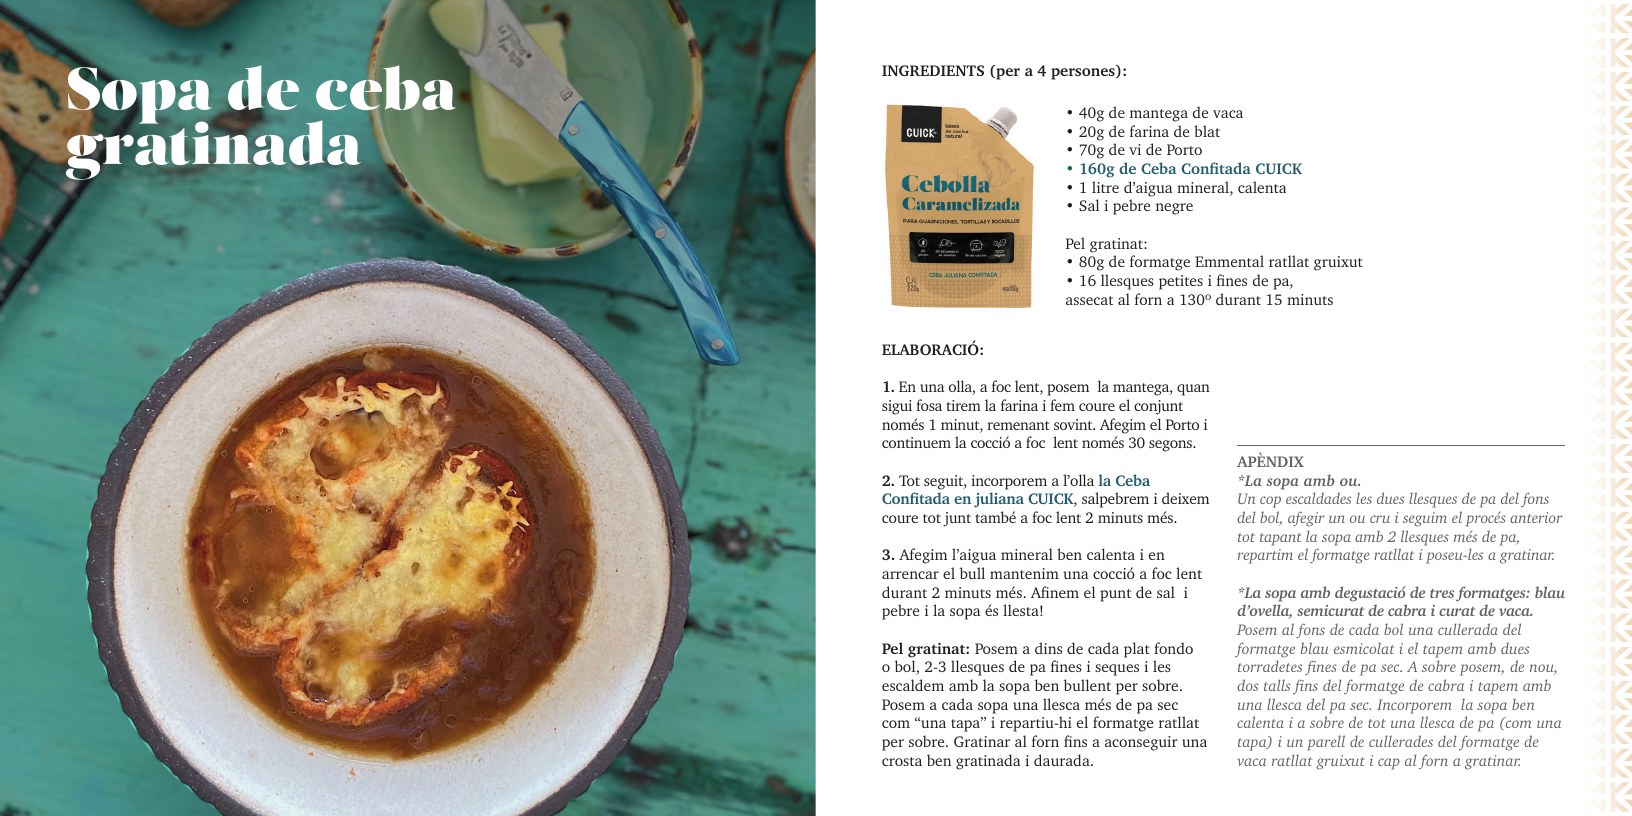 Sopa de ceba
gratinada
INGREDIENTS (per a 4 persones):
CUICK
bases
de cocina
natural
Cebolla
Caramelizada
PARA GUARNICIONES, TORTILLAS Y BOCADILLOS
CEBA JULIANA CONFITADA
• 40g de mantega de vaca
• 20g de farina de blat
• 70g de vi de Porto
• 160g de Ceba Confitada CUICK
• 1 litre d’aigua mineral, calenta
• Sal i pebre negre
Pel gratinat:
• 80g de formatge Emmental ratllat gruixut
• 16 llesques petites i fines de pa,
assecat al forn a 130º durant 15 minuts
ELABORACIÓ:
1. En una olla, a foc lent, posem  la mantega, quan
sigui fosa tirem la farina i fem coure el conjunt
només 1 minut, remenant sovint. Afegim el Porto i
continuem la cocció a foc  lent només 30 segons.
2. Tot seguit, incorporem a l’olla la Ceba
Confitada en juliana CUICK, salpebrem i deixem
coure tot junt també a foc lent 2 minuts més.
3. Afegim l’aigua mineral ben calenta i en
arrencar el bull mantenim una cocció a foc lent
durant 2 minuts més. Afinem el punt de sal  i
pebre i la sopa és llesta!
Pel gratinat: Posem a dins de cada plat fondo
o bol, 2-3 llesques de pa fines i seques i les
escaldem amb la sopa ben bullent per sobre.
Posem a cada sopa una llesca més de pa sec
com “una tapa” i repartiu-hi el formatge ratllat
per sobre. Gratinar al forn fins a aconseguir una
crosta ben gratinada i daurada.
APÈNDIX
*La sopa amb ou.
Un cop escaldades les dues llesques de pa del fons
del bol, afegir un ou cru i seguim el procés anterior
tot tapant la sopa amb 2 llesques més de pa,
repartim el formatge ratllat i poseu-les a gratinar.
*La sopa amb degustació de tres formatges: blau
d’ovella, semicurat de cabra i curat de vaca.
Posem al fons de cada bol una cullerada del
formatge blau esmicolat i el tapem amb dues
torradetes fines de pa sec. A sobre posem, de nou,
dos talls fins del formatge de cabra i tapem amb
una llesca del pa sec. Incorporem  la sopa ben
calenta i a sobre de tot una llesca de pa (com una
tapa) i un parell de cullerades del formatge de
vaca ratllat gruixut i cap al forn a gratinar.